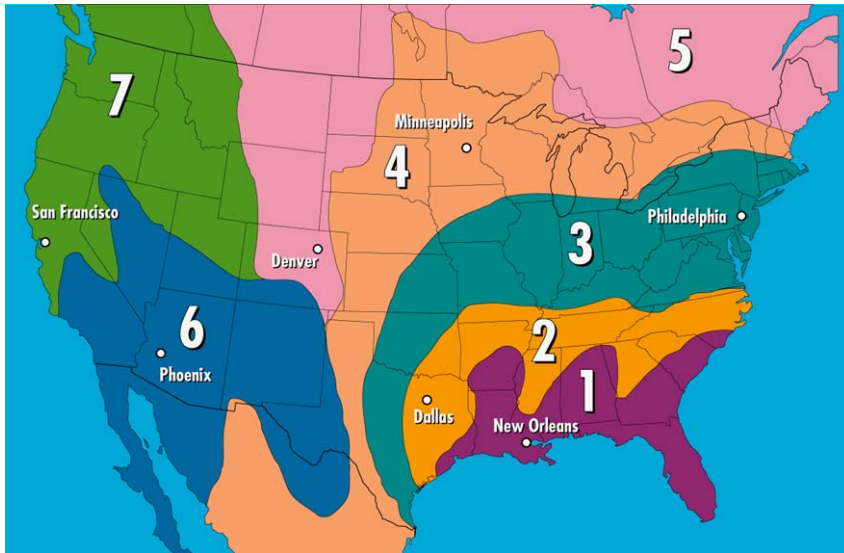 5
7
Minneapolis
4
San Francisco
Philadelphia
3
Denver
6
2
Phoenix
1
Dallas
New Orleans